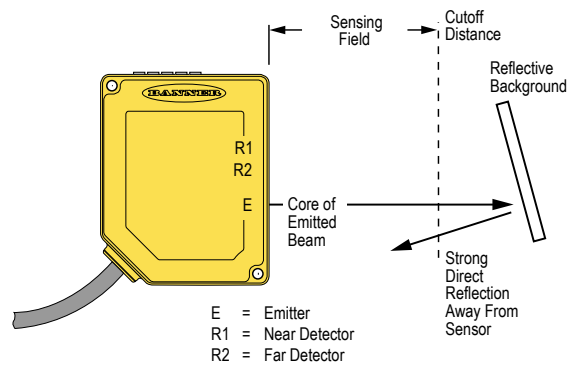 Sensing
Field
Cutoff
Distance
Reflective
Background
BANNER
R1
R2
E
Core of
Emitted
Beam
Strong
Direct
Reflection
Away From
Sensor
E = Emitter
R1 = Near Detector
R2 = Far Detector